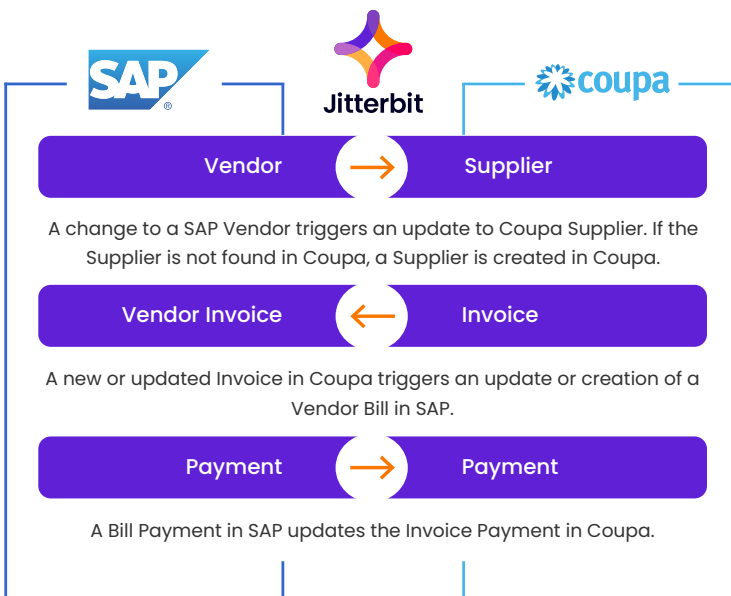 SAP®
Jitterbit
coupa
Vendor Supplier
A change to a SAP Vendor triggers an update to Coupa Supplier. If the
Supplier is not found in Coupa, a Supplier is created in Coupa.
Vendor Invoice Invoice
A new or updated Invoice in Coupa triggers an update or creation of a
Vendor Bill in SAP.
Payment Payment
A Bill Payment in SAP updates the Invoice Payment in Coupa.